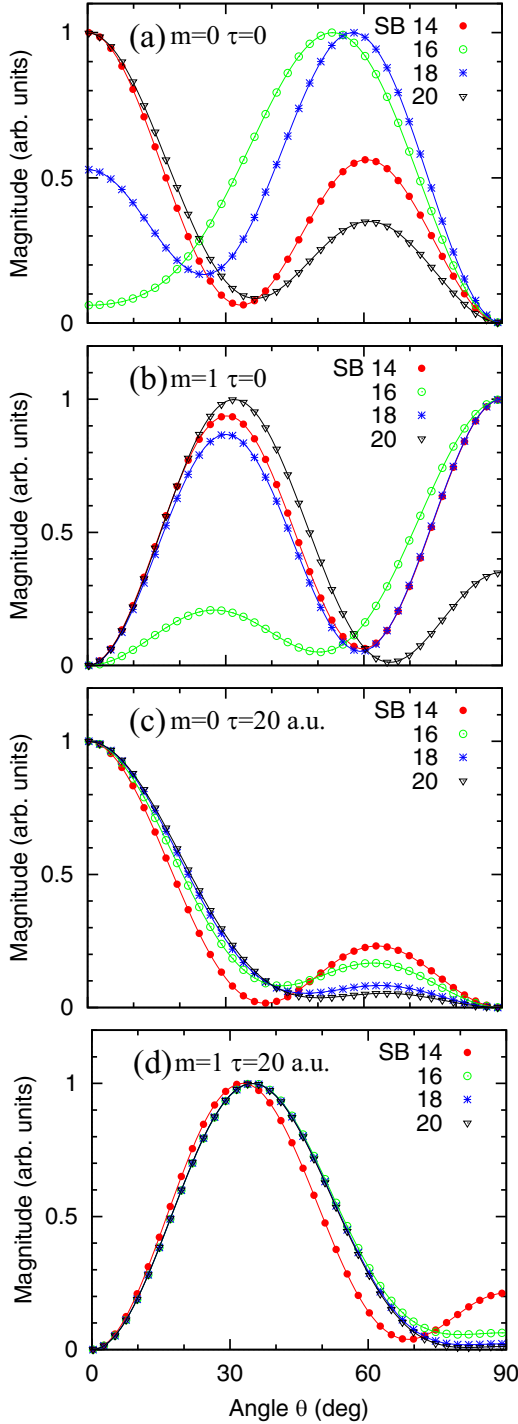 (a) m=0 τ=0
SB 14
16
18
20
1
0.5
0
Magnitude (arb. units)
(b) m=1 τ=0
SB 14
16
18
20
1
0.5
0
Magnitude (arb. units)
(c) m=0 τ=20 a.u.
SB 14
16
18
20
1
0.5
0
Magnitude (arb. units)
(d) m=1 τ=20 a.u.
SB 14
16
18
20
1
0.5
0
Magnitude (arb. units)
0 30 60 90
Angle θ (deg)